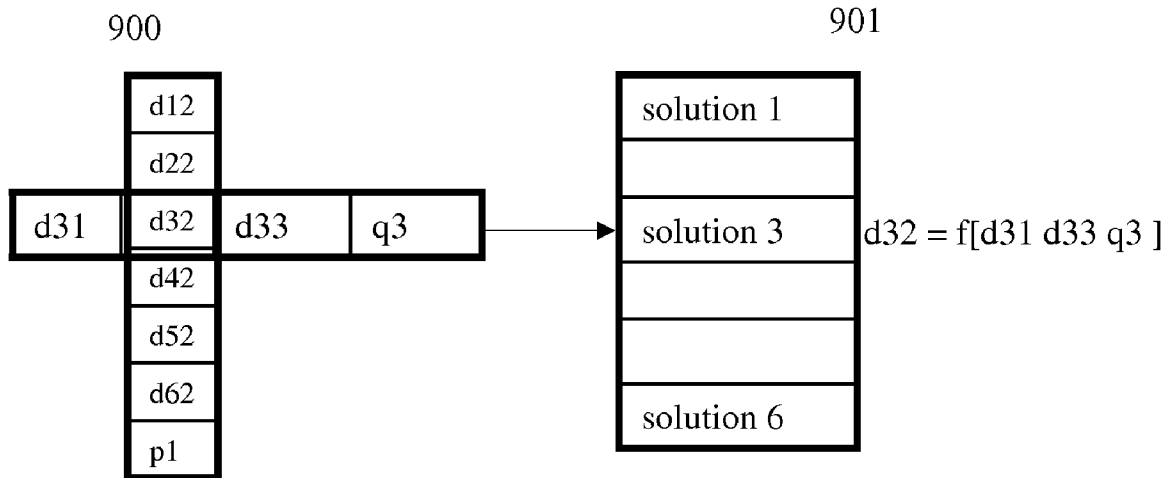 900
901
d12
d22
d31 d32 d33 q3
d42
d52
d62
p1
solution 1
solution 3 d32 = f[d31 d33 q3 ]
solution 6